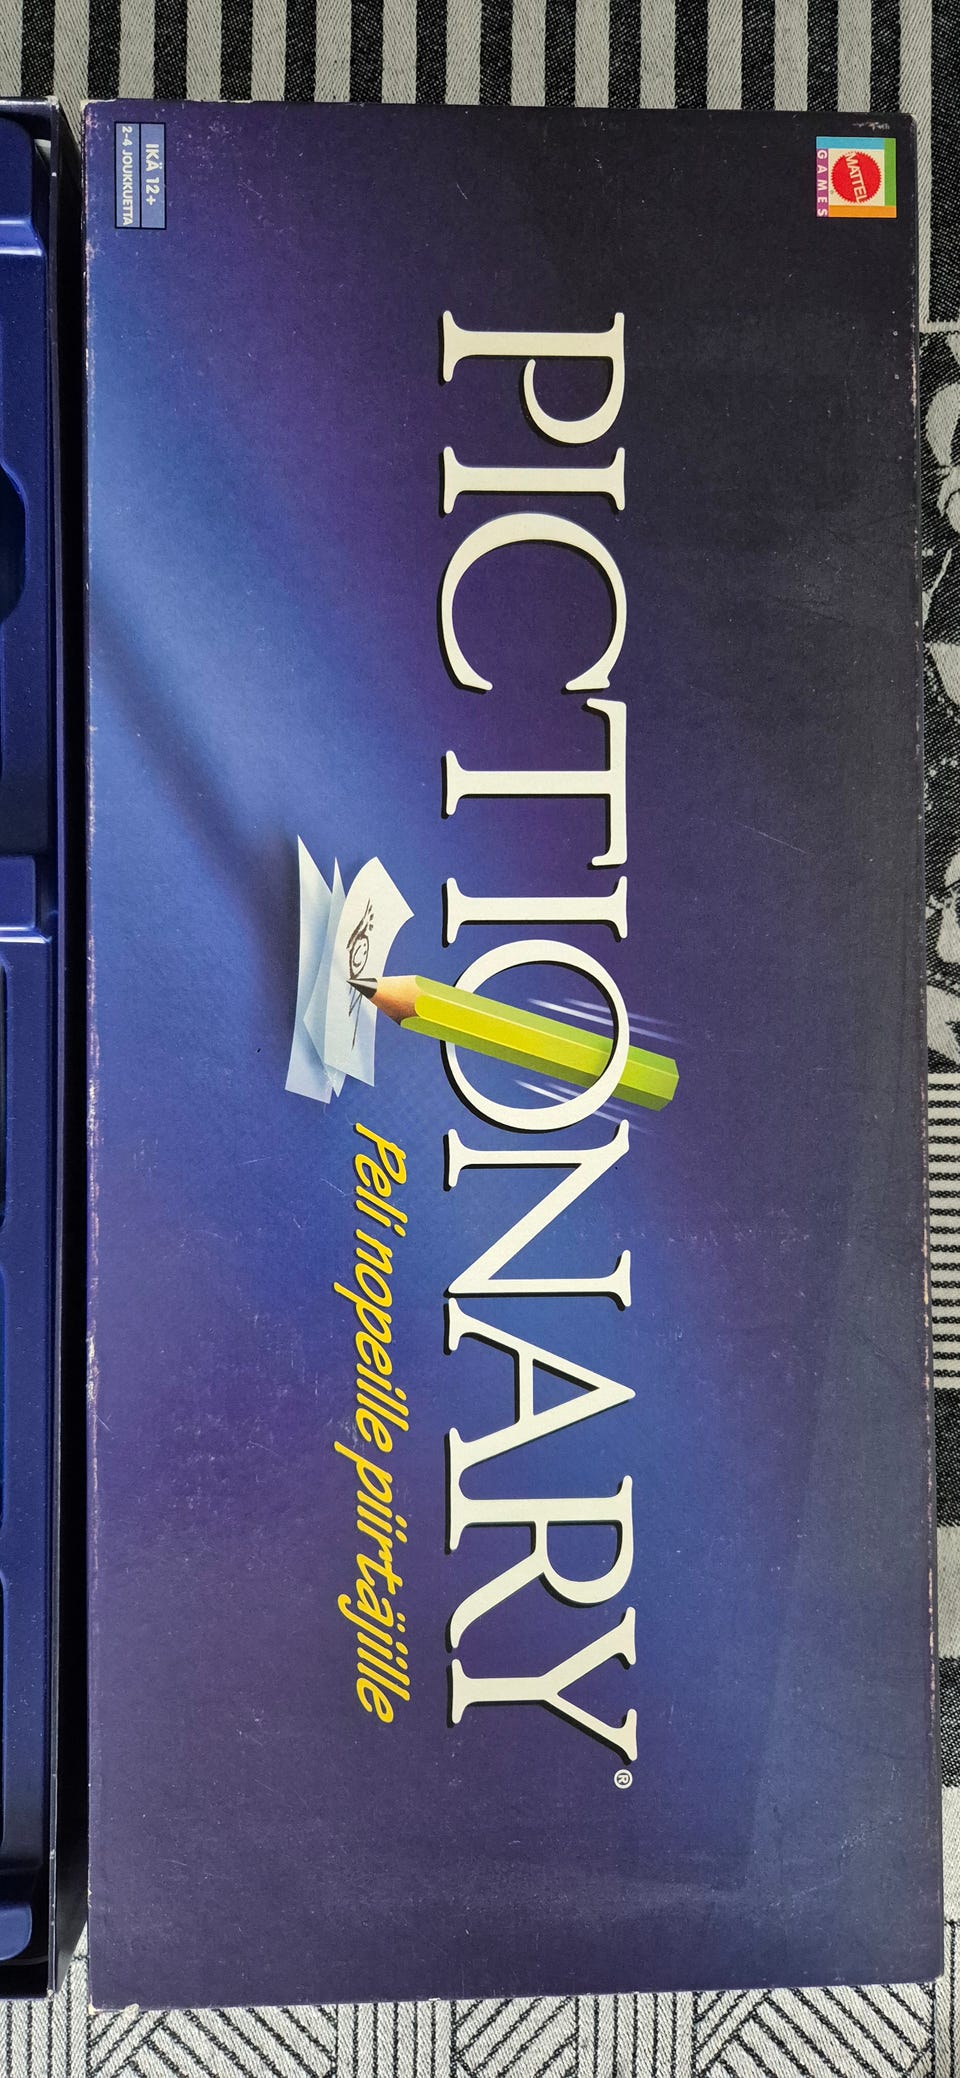 MATTEL
GAMES
PICTIONARY®
Peli nopeille piirtäjille
IKÄ 12+
2-4 JOUKKUETTA